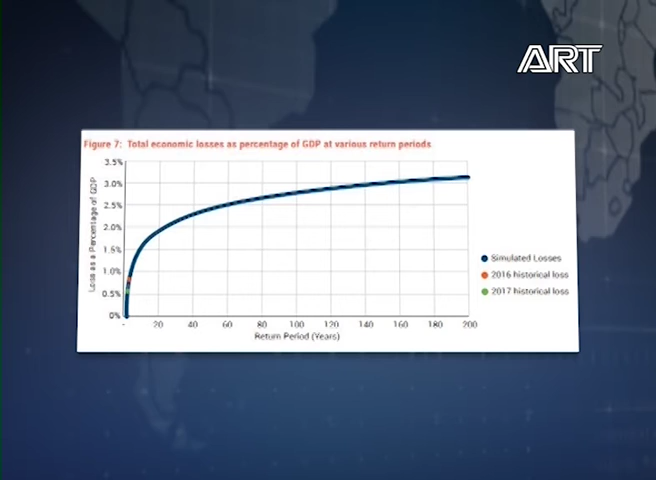 ART
Figure 7: Total economic losses as percentage of GDP at various return periods
Loss as a Percentage of GDP
3.5%
3.0%
2.5%
2.0%
1.5%
1.0%
0.5%
0%
- 20 40 60 80 100 120 140 160 180 200
Return Period (Years)
Simulated Losses
2016 historical loss
2017 historical loss